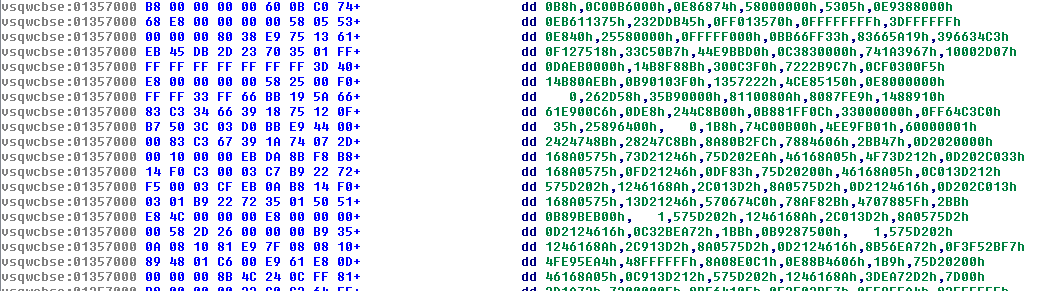 vsqwcbse:01357000 B8 00 00 00 00 60 0B C0 74+ dd 0B8h,0C00B6000h,0E86874h,58000000h,5305h,0E9388000h
vsqwcbse:01357000 68 E8 00 00 00 00 58 05 53+ dd 0EB611375h,232DDB45h,0FF013570h,0FFFFFFFFh,3DFFFFFFh
vsqwcbse:01357000 00 00 00 80 38 E9 75 13 61+ dd 0E840h,25580000h,0FFFFF000h,0BB66FF33h,83665A19h,396634C3h
vsqwcbse:01357000 EB 45 DB 2D 23 70 35 01 FF+ dd 0F127518h,33C50B7h,44E9BBD0h,0C3830000h,741A3967h,10002D07h
vsqwcbse:01357000 FF FF FF FF FF FF FF 3D 40+ dd 0DAEB0000h,14B8F88Bh,300C3F0h,7222B9C7h,0CF0300F5h
vsqwcbse:01357000 E8 00 00 00 00 58 25 00 F0+ dd 14B80AEBh,0B90103F0h,1357222h,4CE85150h,0E8000000h
vsqwcbse:01357000 FF FF 33 FF 66 BB 19 5A 66+ dd 0,262D58h,35B90000h,8110080Ah,8087FE9h,1488910h
vsqwcbse:01357000 83 C3 34 66 39 18 75 12 0F+ dd 61E900C6h,0DE8h,244C8B00h,0B881FF0Ch,33000000h,0FF64C3C0h
vsqwcbse:01357000 B7 50 3C 03 D0 BB E9 44 00+ dd 35h,25896400h, 0,1B8h,74C00B00h,4EE9FB01h,60000001h
vsqwcbse:01357000 00 83 C3 67 39 1A 74 07 2D+ dd 2424748Bh,28247C8Bh,8A80B2FCh,7884606h,2BB47h,0D2020000h
vsqwcbse:01357000 00 10 00 00 EB DA 8B F8 B8+ dd 168A0575h,73D21246h,75D202EAh,46168A05h,4F73D212h,0D202C033h
vsqwcbse:01357000 14 F0 C3 00 03 C7 B9 22 72+ dd 168A0575h,0FD21246h,0DF83h,75D20200h,46168A05h,0C013D212h
vsqwcbse:01357000 F5 00 03 CF EB 0A B8 14 F0+ dd 575D202h,1246168Ah,2C013D2h,8A0575D2h,0D2124616h,0D202C013h
vsqwcbse:01357000 03 01 B9 22 72 35 01 50 51+ dd 168A0575h,13D21246h,570674C0h,78AF82Bh,4707885Fh,2BBh
vsqwcbse:01357000 E8 4C 00 00 00 E8 00 00 00+ dd 0B89BEB00h, 1,575D202h,1246168Ah,2C013D2h,8A0575D2h
vsqwcbse:01357000 00 58 2D 26 00 00 00 B9 35+ dd 0D2124616h,0C32BEA72h,1BBh,0B9287500h, 1,575D202h
vsqwcbse:01357000 0A 08 10 81 E9 7F 08 08 10+ dd 1246168Ah,2C913D2h,8A0575D2h,0D2124616h,8B56EA72h,0F3F52BF7h
vsqwcbse:01357000 89 48 01 C6 00 E9 61 E8 0D+ dd 4FE95EA4h,48FFFFFFh,8A08E0C1h,0E88B4606h,1B9h,75D20200h
vsqwcbse:01357000 00 00 00 8B 4C 24 0C FF 81+ dd 46168A05h,0C913D212h,575D202h,1246168Ah,3DEA72D2h,7D00h